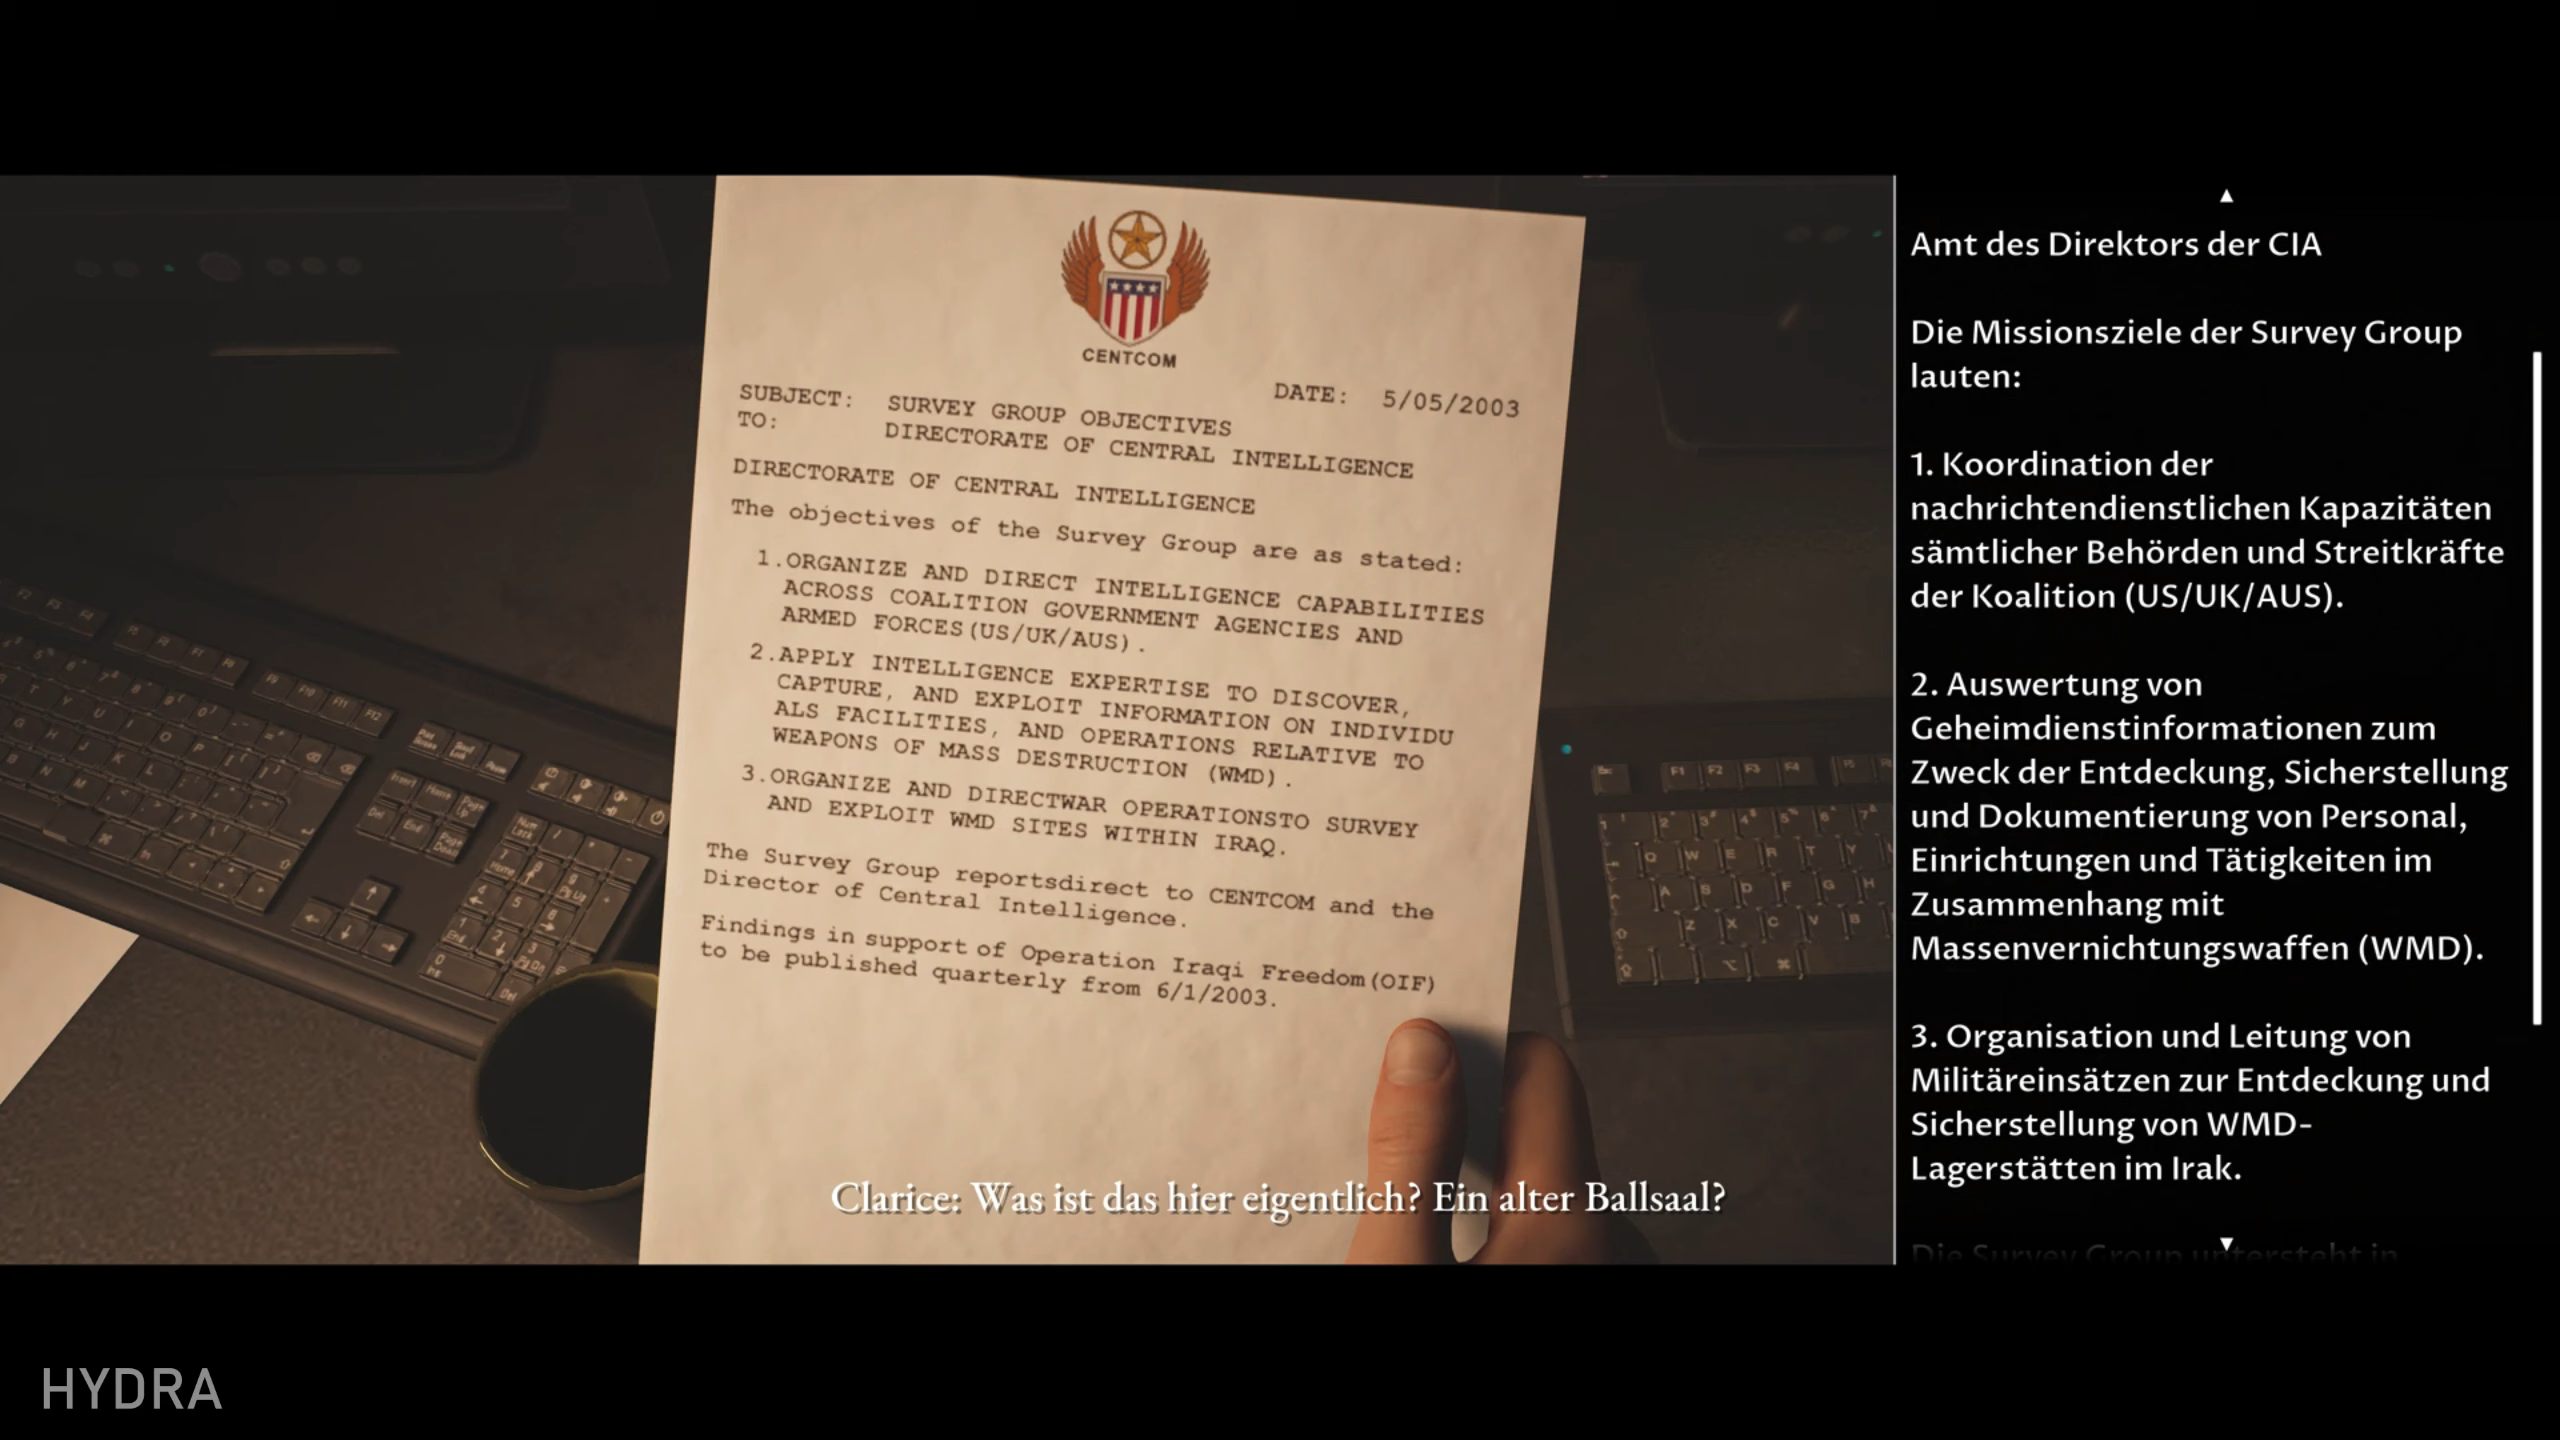 CENTCOM
DATE: 5/05/2003
SUBJECT: SURVEY GROUP OBJECTIVES
TO: DIRECTORATE OF CENTRAL INTELLIGENCE
DIRECTORATE OF CENTRAL INTELLIGENCE
The objectives of the Survey Group are as stated:
1.ORGANIZE AND DIRECT INTELLIGENCE CAPABILITIES
ACROSS COALITION GOVERNMENT AGENCIES AND
ARMED FORCES(US/UK/AUS).
2.APPLY INTELLIGENCE EXPERTISE TO DISCOVER,
CAPTURE, AND EXPLOIT INFORMATION ON INDIVIDU
ALS FACILITIES, AND OPERATIONS RELATIVE TO
WEAPONS OF MASS DESTRUCTION (WMD).
3.ORGANIZE AND DIRECTWAR OPERATIONSTO SURVEY
AND EXPLOIT WMD SITES WITHIN IRAQ.
The Survey Group reportsdirect to CENTCOM and the
Director of Central Intelligence.
Findings in support of Operation Iraqi Freedom(OIF)
to be published quarterly from 6/1/2003.
Clarice: Was ist das hier eigentlich? Ein alter Ballsaal?
Amt des Direktors der CIA
Die Missionsziele der Survey Group
lauten:
1. Koordination der
nachrichtendienstlichen Kapazitäten
sämtlicher Behörden und Streitkräfte
der Koalition (US/UK/AUS).
2. Auswertung von
Geheimdienstinformationen zum
Zweck der Entdeckung, Sicherstellung
und Dokumentierung von Personal,
Einrichtungen und Tätigkeiten im
Zusammenhang mit
Massenvernichtungswaffen (WMD).
3. Organisation und Leitung von
Militäreinsätzen zur Entdeckung und
Sicherstellung von WMD-
Lagerstätten im Irak.
Die Survey Group untersteht in
HYDRA